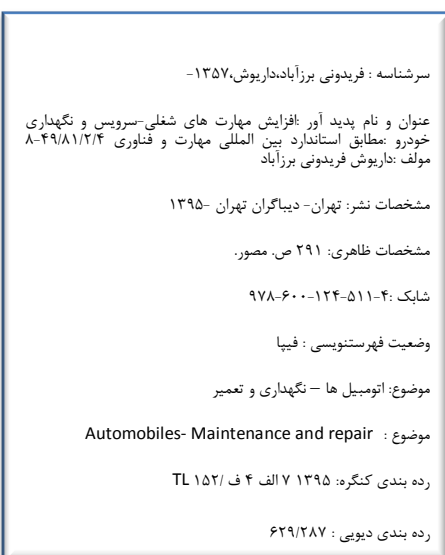 سرشناسه : فریدونی برزآباد،داریوش،۱۳۵۷-
عنوان و نام پدید آور :افزایش مهارت های شغلی-سرویس و نگهداری
خودرو :مطابق استاندارد بین المللی مهارت و فناوری ۸-۴۹/۸۱/۲/۴
مولف :داریوش فریدونی برزآباد
مشخصات نشر: تهران- دیباگران تهران -۱۳۹۵
مشخصات ظاهری: ۲۹۱ ص. مصور.
شابک :۴-۵۱۱-۱۲۴-۶۰۰-۹۷۸
وضعیت فهرستنویسی : فیپا
موضوع: اتومبیل ها – نگهداری و تعمیر
موضوع : Automobiles- Maintenance and repair
رده بندی کنگره: ۱۳۹۵ ۷ الف ۴ ف /۱۵۲ TL
رده بندی دیویی : ۶۲۹/۲۸۷